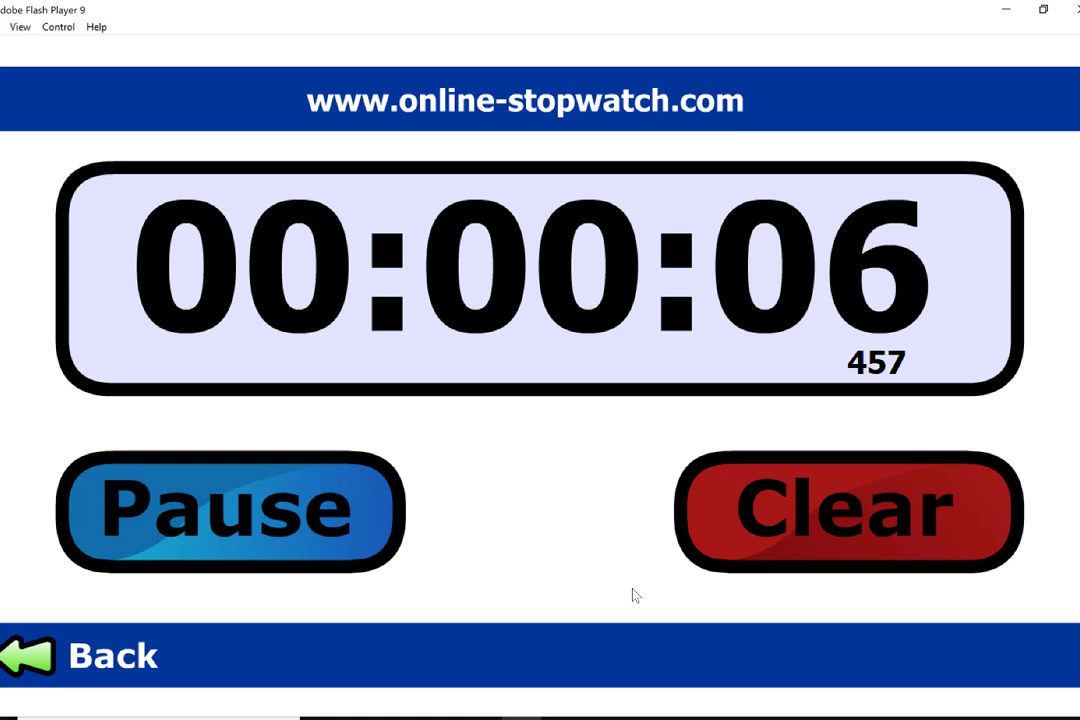 dobe Flash Player 9
View Control Help
www.online-stopwatch.com
00:00:06
457
Pause Clear
Back